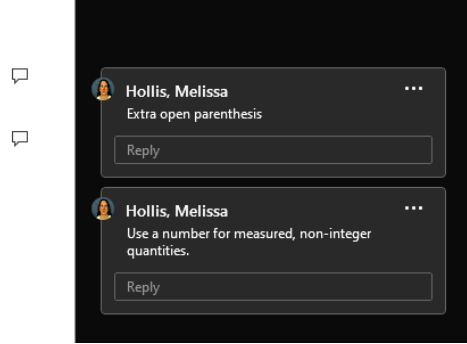 Hollis, Melissa
Extra open parenthesis
Reply
Hollis, Melissa
Use a number for measured, non-integer
quantities.
Reply